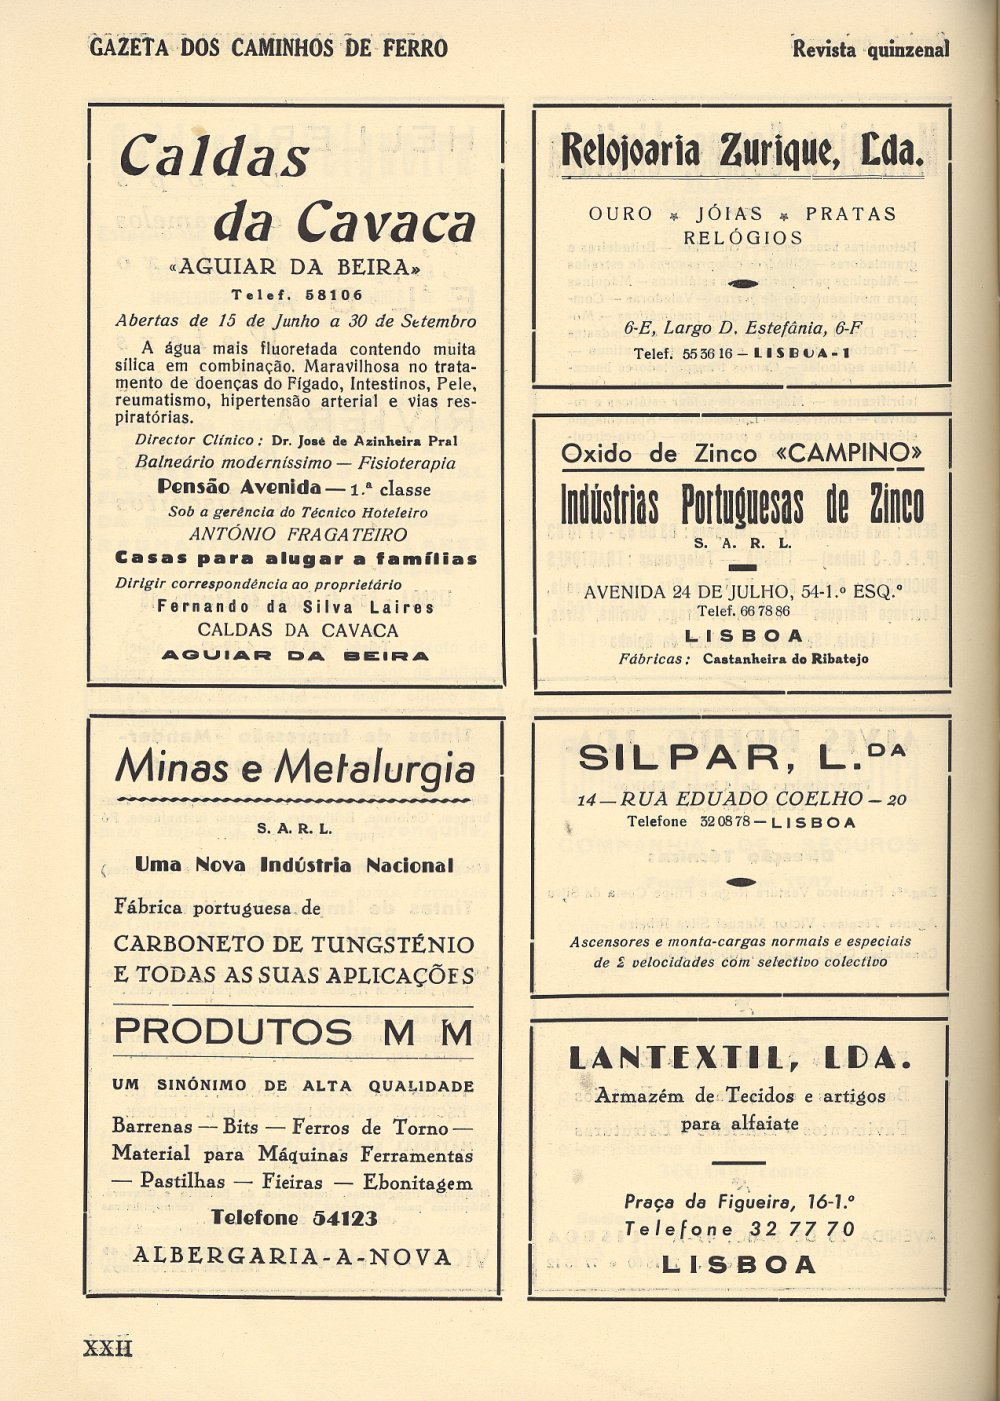 GAZETA DOS CAMINHOS DE FERRO
Revista quinzenal
Caldas
da Cavaca
«AGUIAR DA BEIRA»
Telef. 58106
Abertas de 15 de Junho a 30 de Setembro
A água mais fluoretada contendo muita
sílica em combinação. Maravilhosa no trata-
mento de doenças do Fígado, Intestinos, Pele,
reumatismo, hipertensão arterial e vias res-
piratórias.
Director Clínico: Dr. José de Azinheira Pral
Balneário moderníssimo — Fisioterapia
Pensão Avenida — 1.ª classe
Sob a gerência do Técnico Hoteleiro
ANTÓNIO FRAGATEIRO
Casas para alugar a famílias
Dirigir correspondência ao proprietário
Fernando da Silva Laires
CALDAS DA CAVACA
AGUIAR DA BEIRA
Relojoaria Zurique, Lda.
OURO * JÓIAS * PRATAS
RELÓGIOS
6-E, Largo D. Estefânia, 6-F
Telef. 55 36 16 — LISBOA-1
Oxido de Zinco «CAMPINO»
Indústrias Portuguesas de Zinco
S. A. R. L.
AVENIDA 24 DE JULHO, 54-1.º ESQ.º
Telef. 66 78 86
LISBOA
Fábricas: Castanheira do Ribatejo
Minas e Metalurgia
S. A. R. L.
Uma Nova Indústria Nacional
Fábrica portuguesa de
CARBONETO DE TUNGSTÉNIO
E TODAS AS SUAS APLICAÇÕES
PRODUTOS M M
UM SINÓNIMO DE ALTA QUALIDADE
Barrenas — Bits — Ferros de Torno —
Material para Máquinas Ferramentas
— Pastilhas — Fieiras — Ebonitagem
Telefone 54123
ALBERGARIA-A-NOVA
SILPAR, L.DA
14 — RUA EDUADO COELHO — 20
Telefone 32 08 78 — LISBOA
Ascensores e monta-cargas normais e especiais
de 2 velocidades com selectivo colectivo
LANTEXTIL, LDA.
Armazém de Tecidos e artigos
para alfaiate
Praça da Figueira, 16-1.º
Telefone 32 77 70
LISBOA
XXII